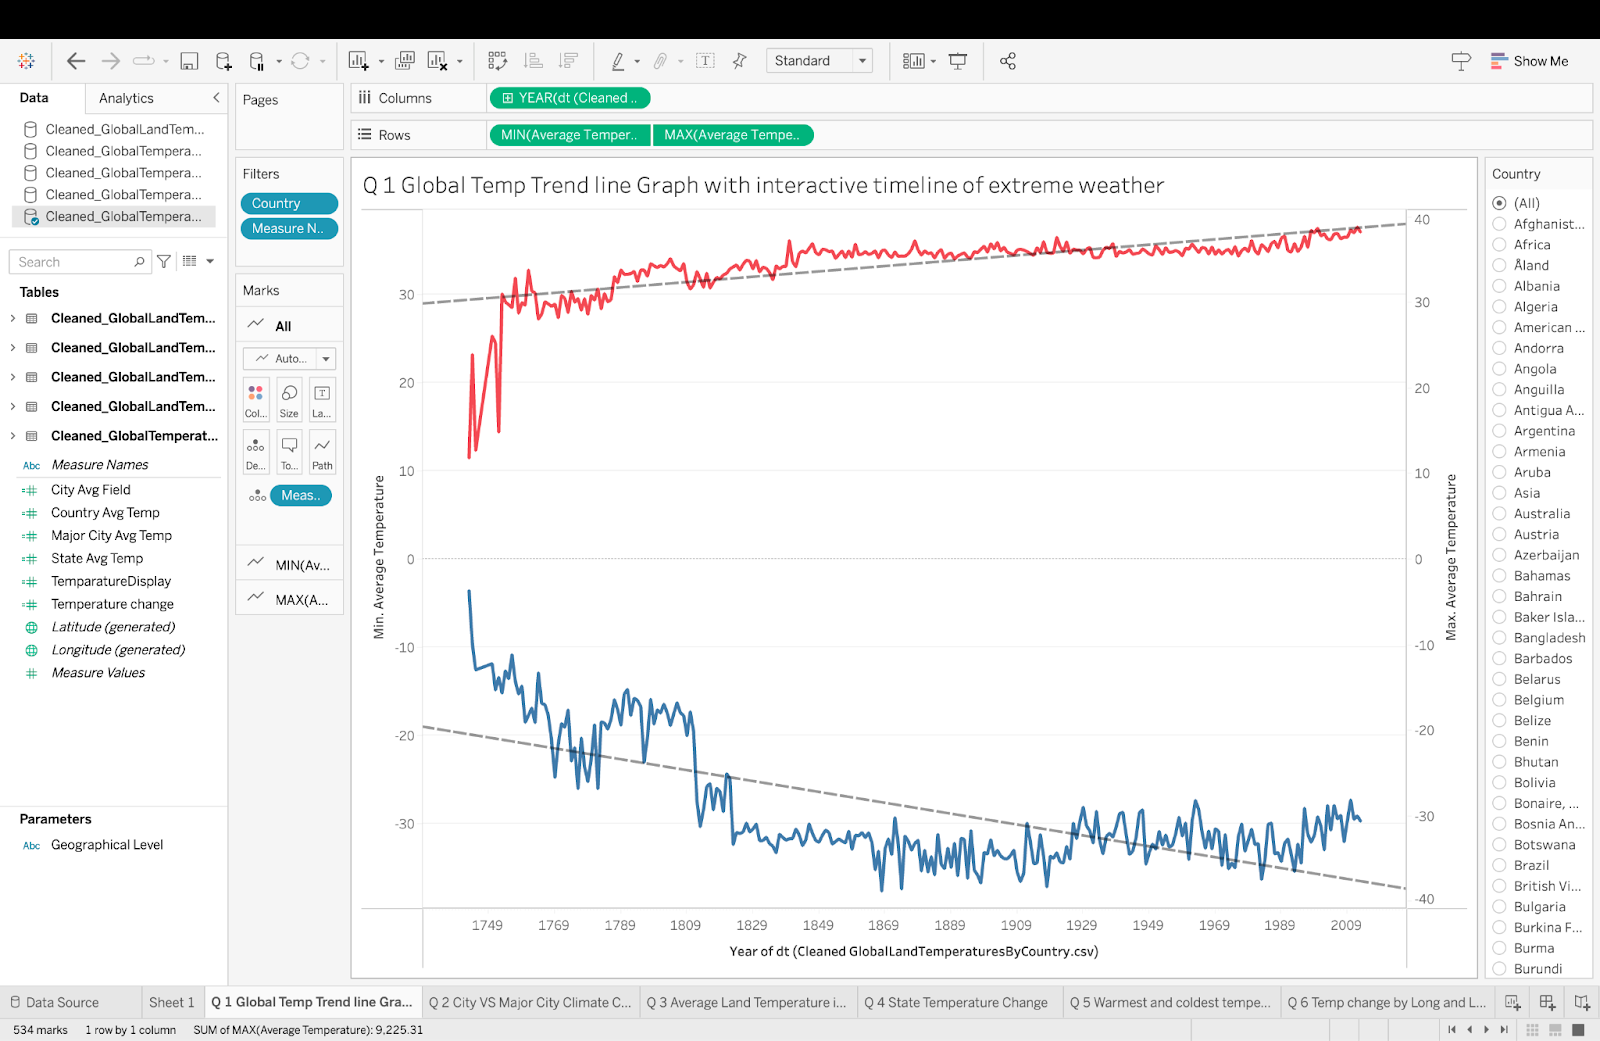 Standard
Show Me
Data
Analytics
Cleaned_GlobalLandTem...
Cleaned_GlobalTempera...
Cleaned_GlobalTempera...
Cleaned_GlobalTempera...
Cleaned_GlobalTempera...
Search
Tables
Cleaned_GlobalLandTem...
Cleaned_GlobalLandTem...
Cleaned_GlobalLandTem...
Cleaned_GlobalLandTem...
Cleaned_GlobalTemperat...
Abc Measure Names
City Avg Field
Country Avg Temp
Major City Avg Temp
State Avg Temp
TemparatureDisplay
Temperature change
Latitude (generated)
Longitude (generated)
Measure Values
Parameters
Abc Geographical Level
Pages
Filters
Country
Measure N..
Marks
All
Auto...
Col... Size La...
De... To... Path
Meas..
MIN(Av...
MAX(A...
Columns YEAR(dt (Cleaned ..
Rows MIN(Average Temper.. MAX(Average Tempe..
Q 1 Global Temp Trend line Graph with interactive timeline of extreme weather
Min. Average Temperature
30
20
10
0
-10
-20
-30
40
30
20
10
0
-10
-20
-30
-40
Max. Average Temperature
1749 1769 1789 1809 1829 1849 1869 1889 1909 1929 1949 1969 1989 2009
Year of dt (Cleaned GlobalLandTemperaturesByCountry.csv)
Country
(All)
Afghanist...
Africa
Åland
Albania
Algeria
American ...
Andorra
Angola
Anguilla
Antigua A...
Argentina
Armenia
Aruba
Asia
Australia
Austria
Azerbaijan
Bahamas
Bahrain
Baker Isla...
Bangladesh
Barbados
Belarus
Belgium
Belize
Benin
Bhutan
Bolivia
Bonaire, ...
Bosnia An...
Botswana
Brazil
British Vi...
Bulgaria
Burkina F...
Burma
Burundi
Data Source Sheet 1 Q 1 Global Temp Trend line Gra... Q 2 City VS Major City Climate C... Q 3 Average Land Temperature i... Q 4 State Temperature Change Q 5 Warmest and coldest tempe... Q 6 Temp change by Long and L...
534 marks 1 row by 1 column SUM of MAX(Average Temperature): 9,225.31